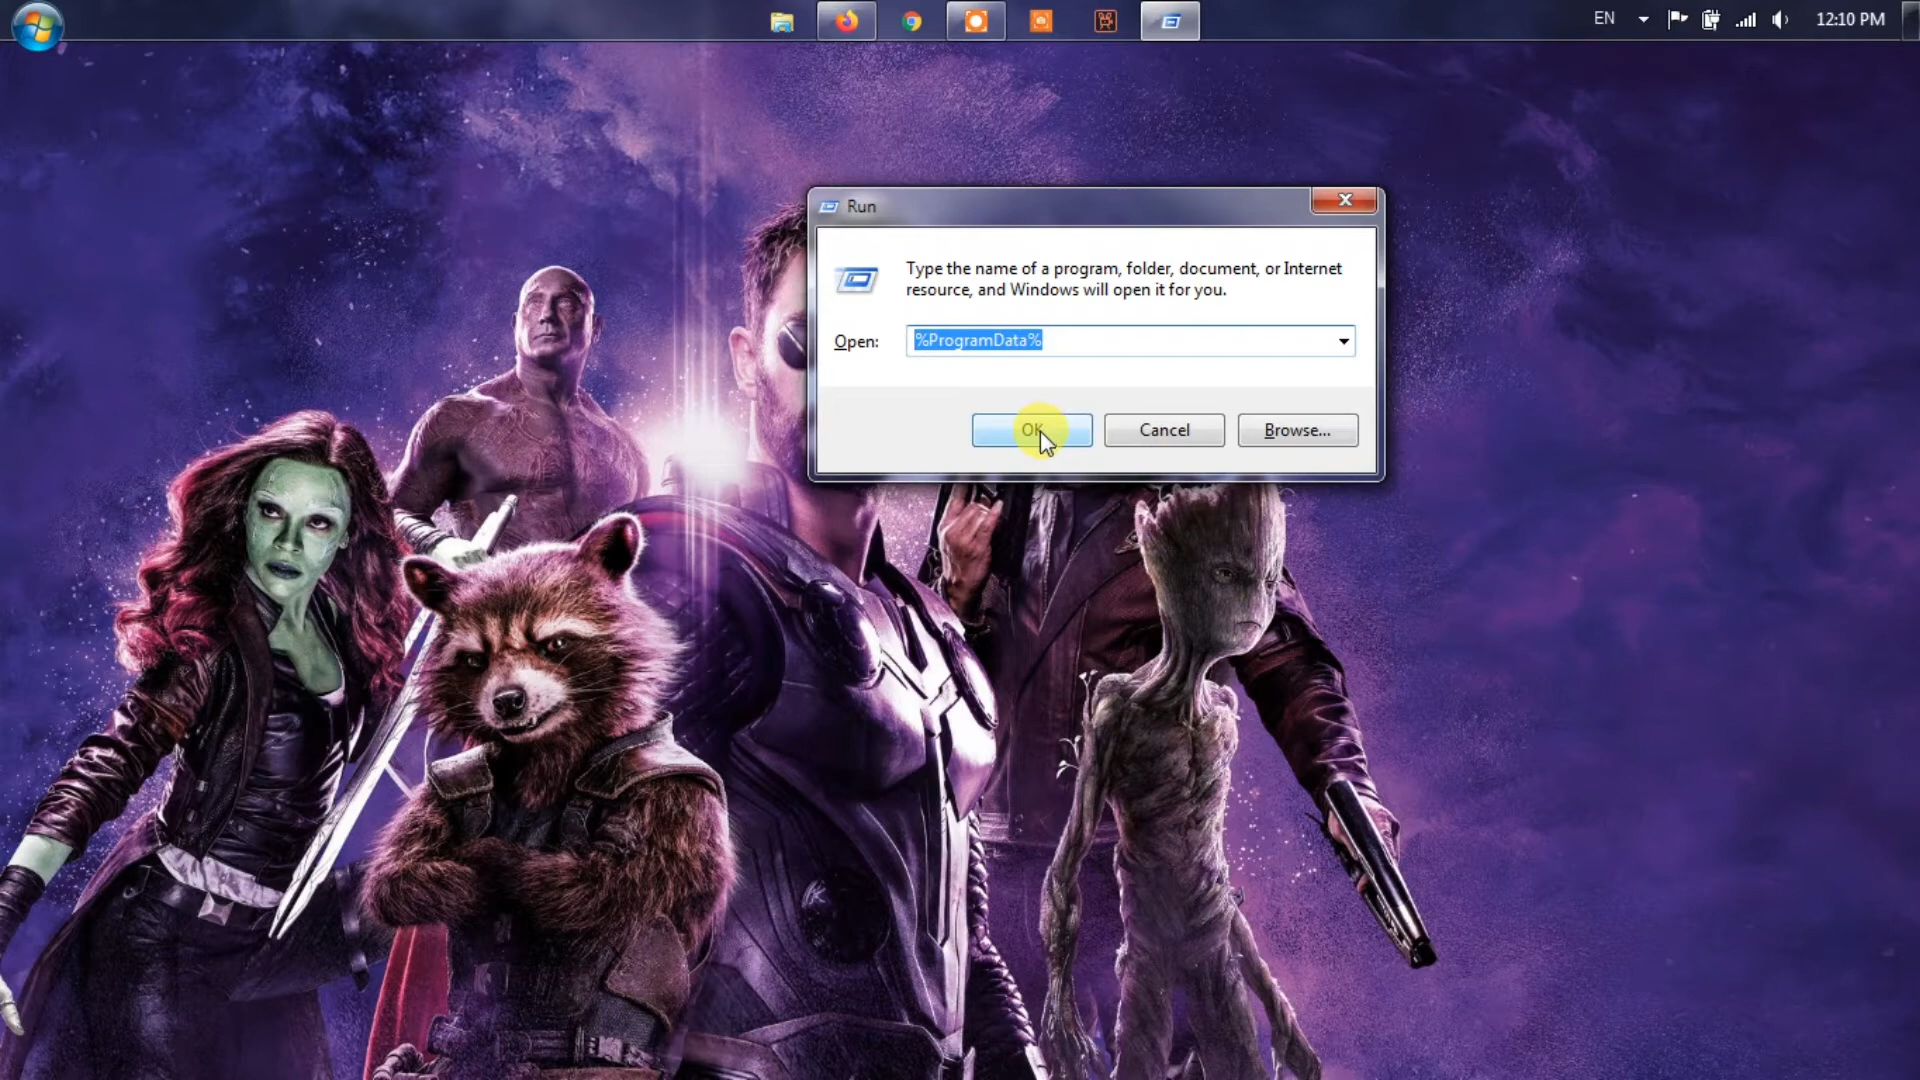 EN
12:10 PM
Run
Type the name of a program, folder, document, or Internet
resource, and Windows will open it for you.
Open:
%ProgramData%
OK
Cancel
Browse...